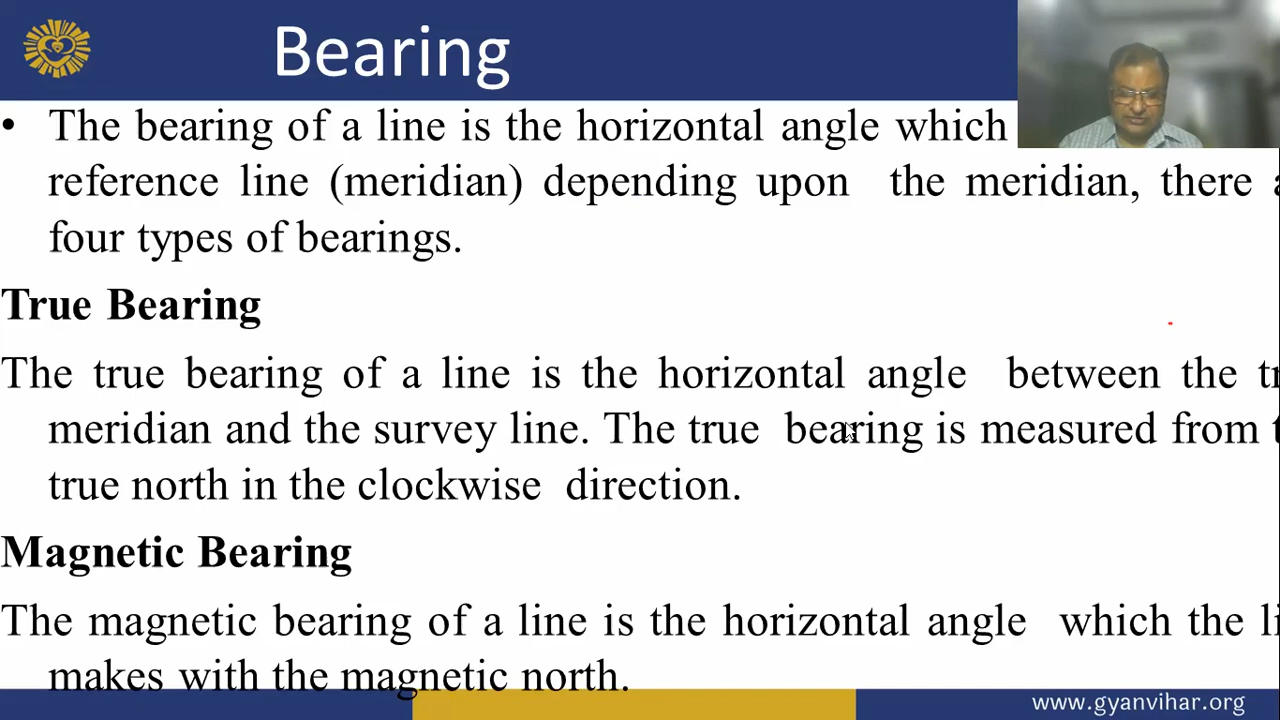 Bearing
• The bearing of a line is the horizontal angle which
reference line (meridian) depending upon the meridian, there
four types of bearings.
True Bearing
The true bearing of a line is the horizontal angle between the
meridian and the survey line. The true bearing is measured from
true north in the clockwise direction.
Magnetic Bearing
The magnetic bearing of a line is the horizontal angle which the
makes with the magnetic north.
www.gyanvihar.org